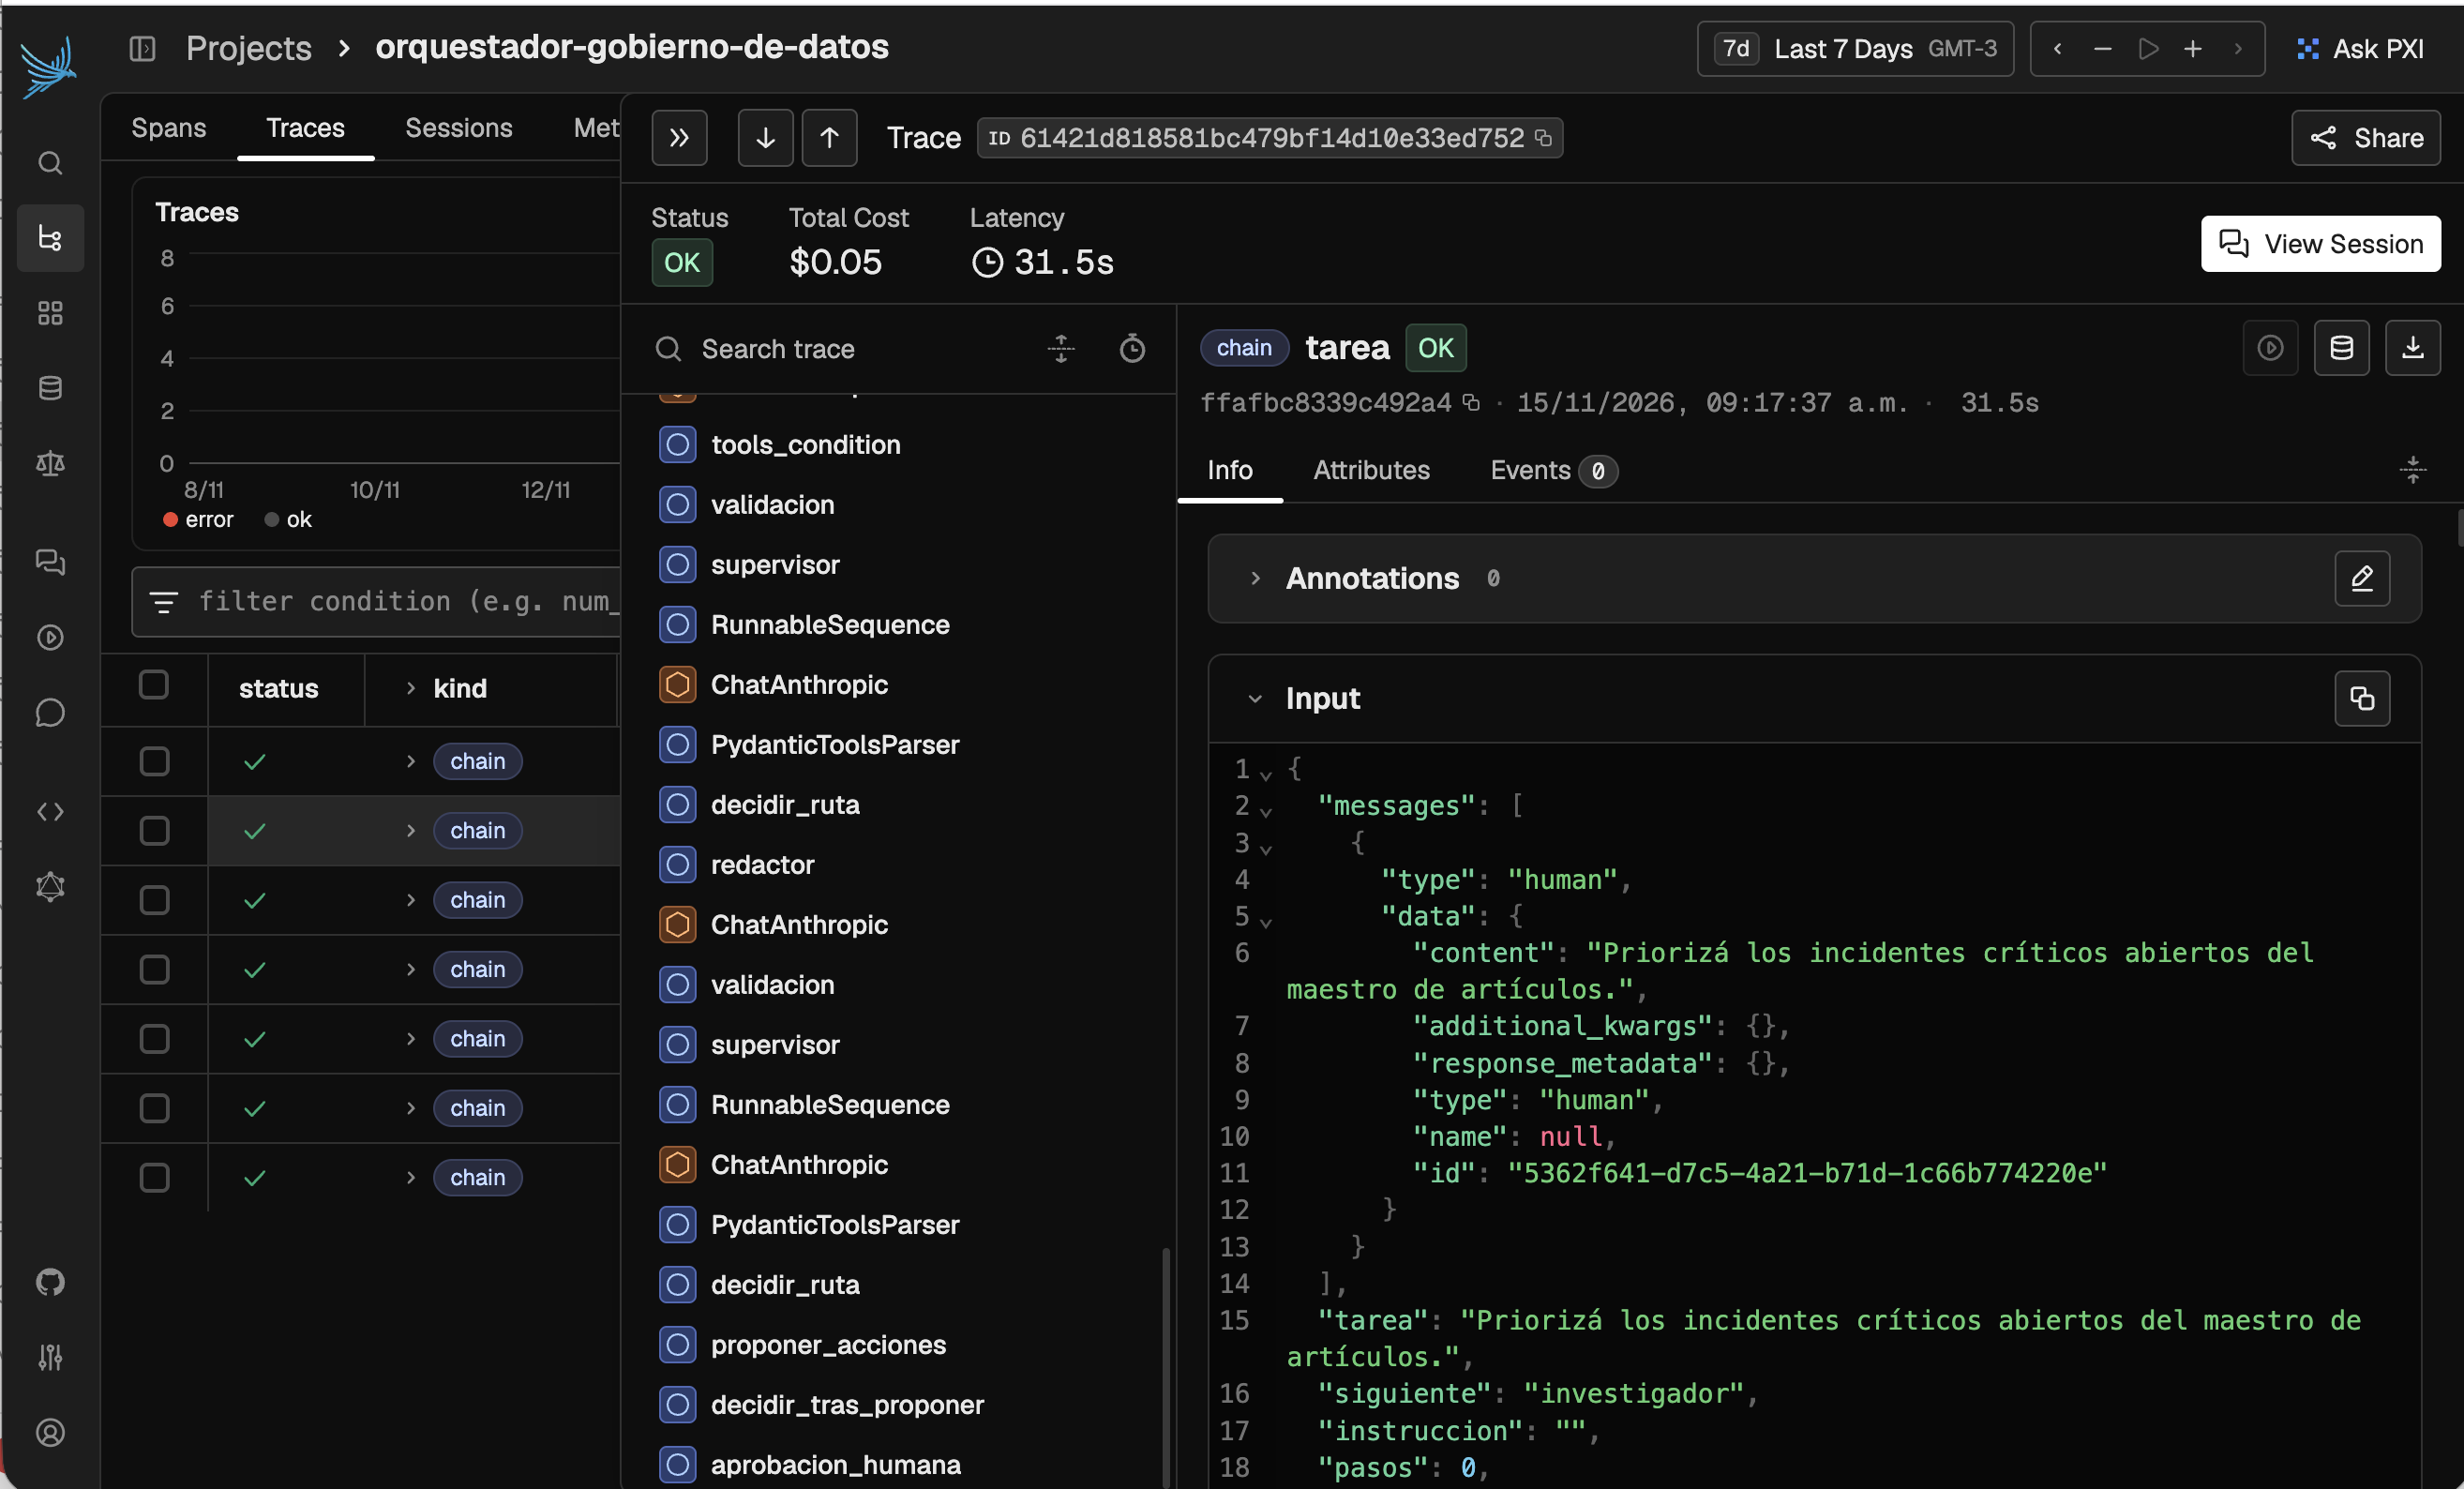 Projects › orquestador-gobierno-de-datos
7d Last 7 Days GMT-3
Ask PXI
Spans Traces Sessions Met
Traces
8
6
4
2
0
8/11 10/11 12/11
error ok
filter condition (e.g. num_
status kind
chain
chain
chain
chain
chain
chain
chain
Trace ID 61421d818581bc479bf14d10e33ed752
Share
Status Total Cost Latency
OK $0.05 31.5s
View Session
Search trace
tools_condition
validacion
supervisor
RunnableSequence
ChatAnthropic
PydanticToolsParser
decidir_ruta
redactor
ChatAnthropic
validacion
supervisor
RunnableSequence
ChatAnthropic
PydanticToolsParser
decidir_ruta
proponer_acciones
decidir_tras_proponer
aprobacion_humana
chain tarea OK
ffafbc8339c492a4 · 15/11/2026, 09:17:37 a.m. · 31.5s
Info Attributes Events 0
Annotations 0
Input
1 {
2 "messages": [
3 {
4 "type": "human",
5 "data": {
6 "content": "Priorizá los incidentes críticos abiertos del
maestro de artículos.",
7 "additional_kwargs": {},
8 "response_metadata": {},
9 "type": "human",
10 "name": null,
11 "id": "5362f641-d7c5-4a21-b71d-1c66b774220e"
12 }
13 }
14 ],
15 "tarea": "Priorizá los incidentes críticos abiertos del maestro de
artículos.",
16 "siguiente": "investigador",
17 "instruccion": "",
18 "pasos": 0,